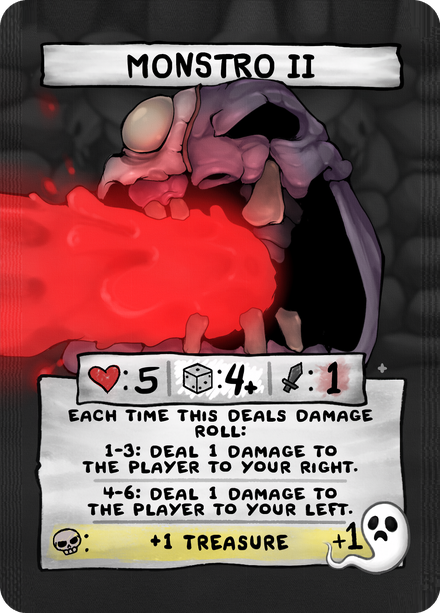 MONSTRO II
: 5 : 4+ : 1
EACH TIME THIS DEALS DAMAGE
ROLL:
1-3: DEAL 1 DAMAGE TO
THE PLAYER TO YOUR RIGHT.
4-6: DEAL 1 DAMAGE TO
THE PLAYER TO YOUR LEFT.
: +1 TREASURE +1